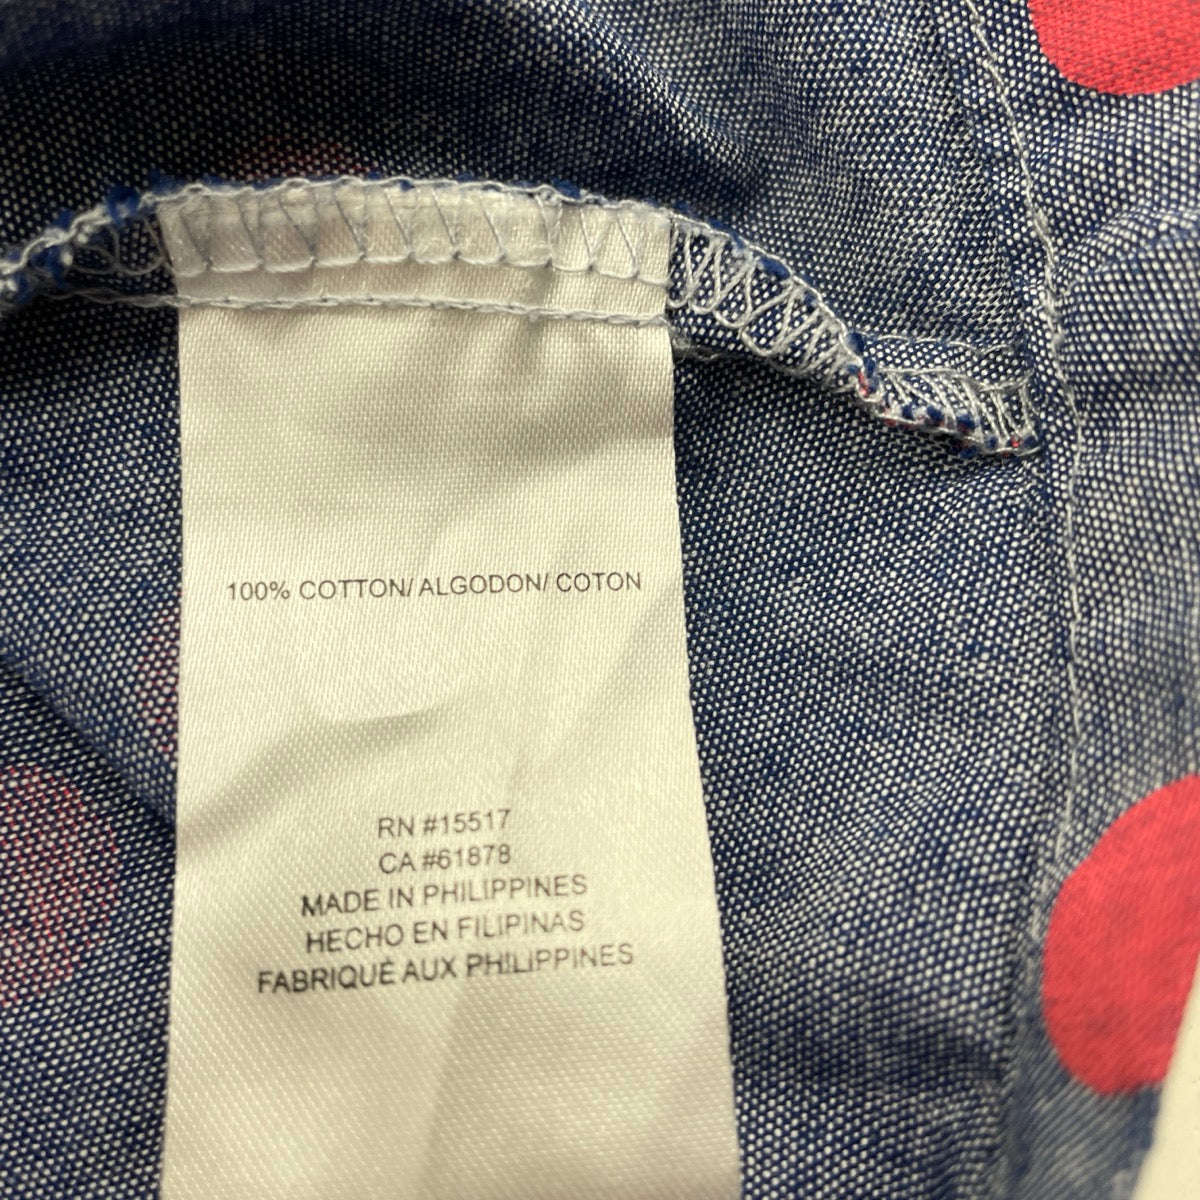 100% COTTON/ ALGODON/ COTON
RN #15517
CA #61878
MADE IN PHILIPPINES
HECHO EN FILIPINAS
FABRIQUÉ AUX PHILIPPINES